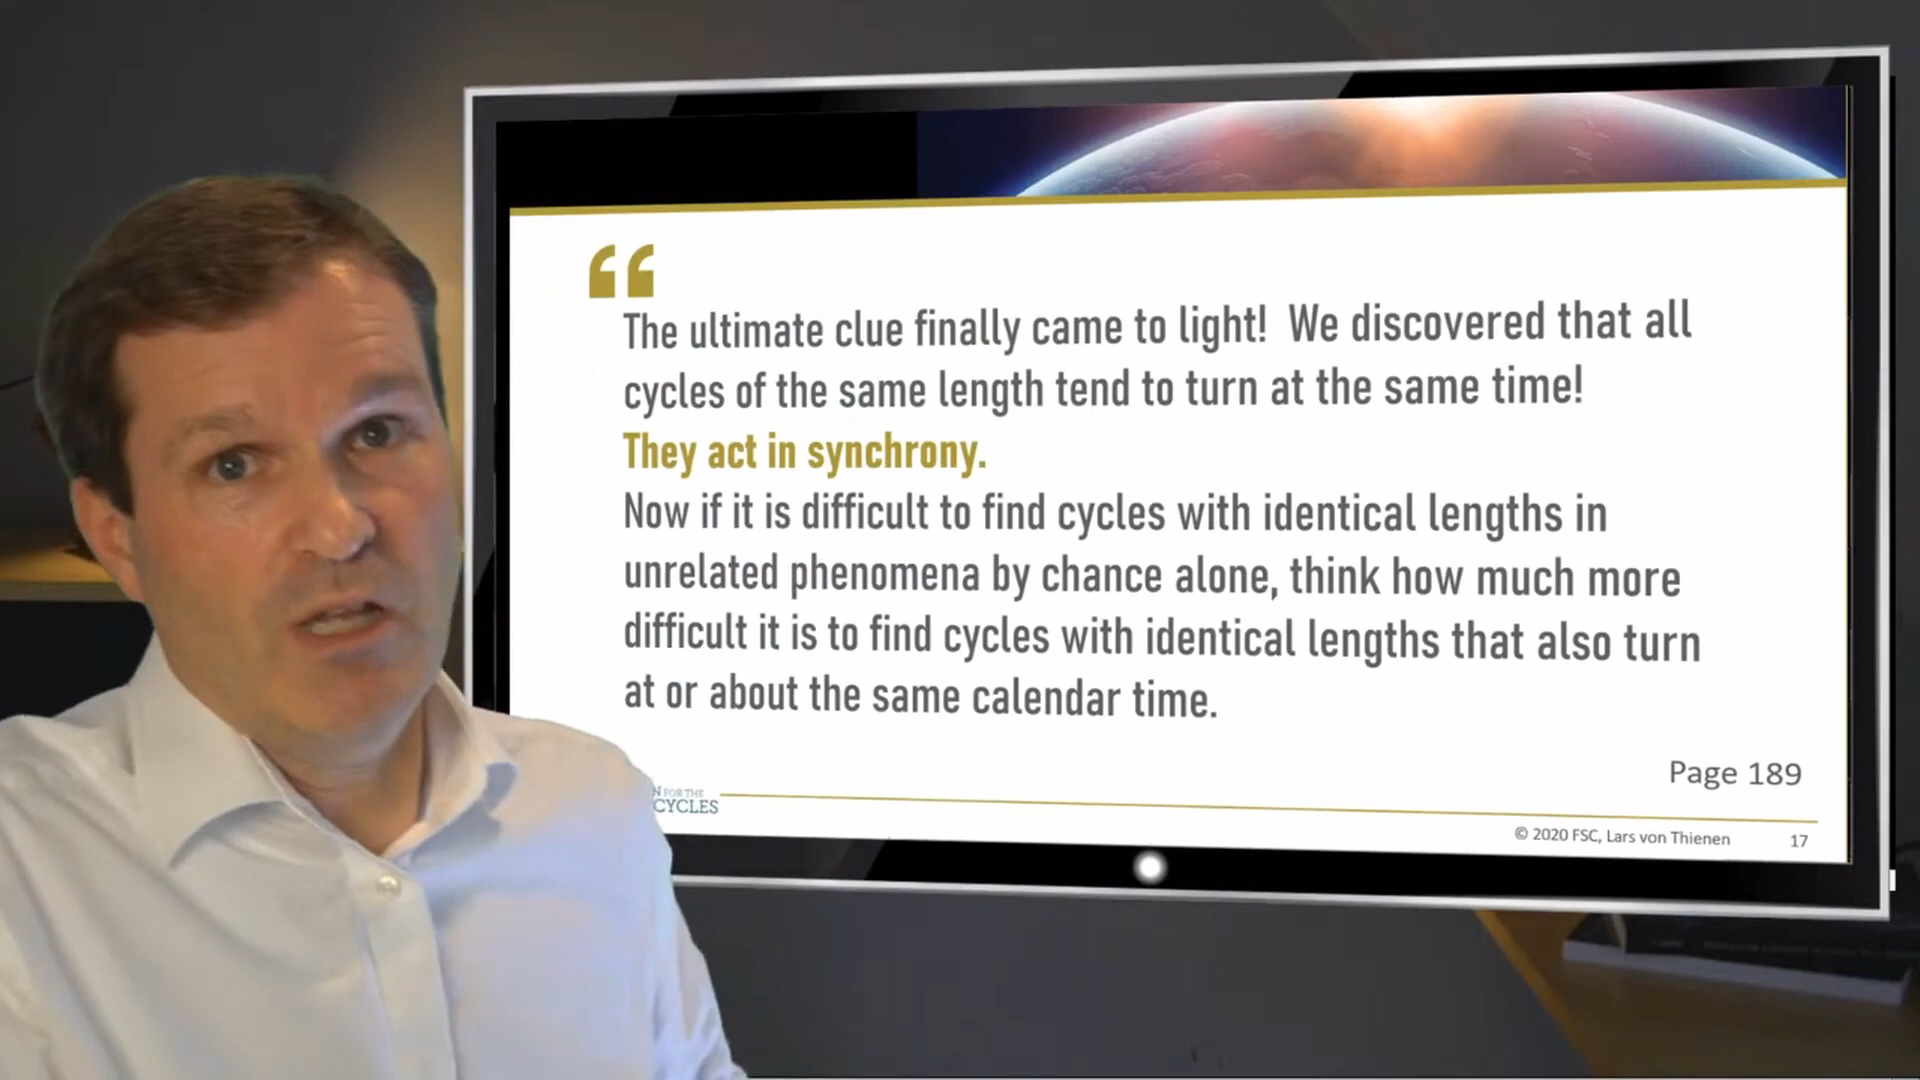 “
The ultimate clue finally came to light! We discovered that all
cycles of the same length tend to turn at the same time!
They act in synchrony.
Now if it is difficult to find cycles with identical lengths in
unrelated phenomena by chance alone, think how much more
difficult it is to find cycles with identical lengths that also turn
at or about the same calendar time.
Page 189
N FOR THE
CYCLES
© 2020 FSC, Lars von Thienen 17